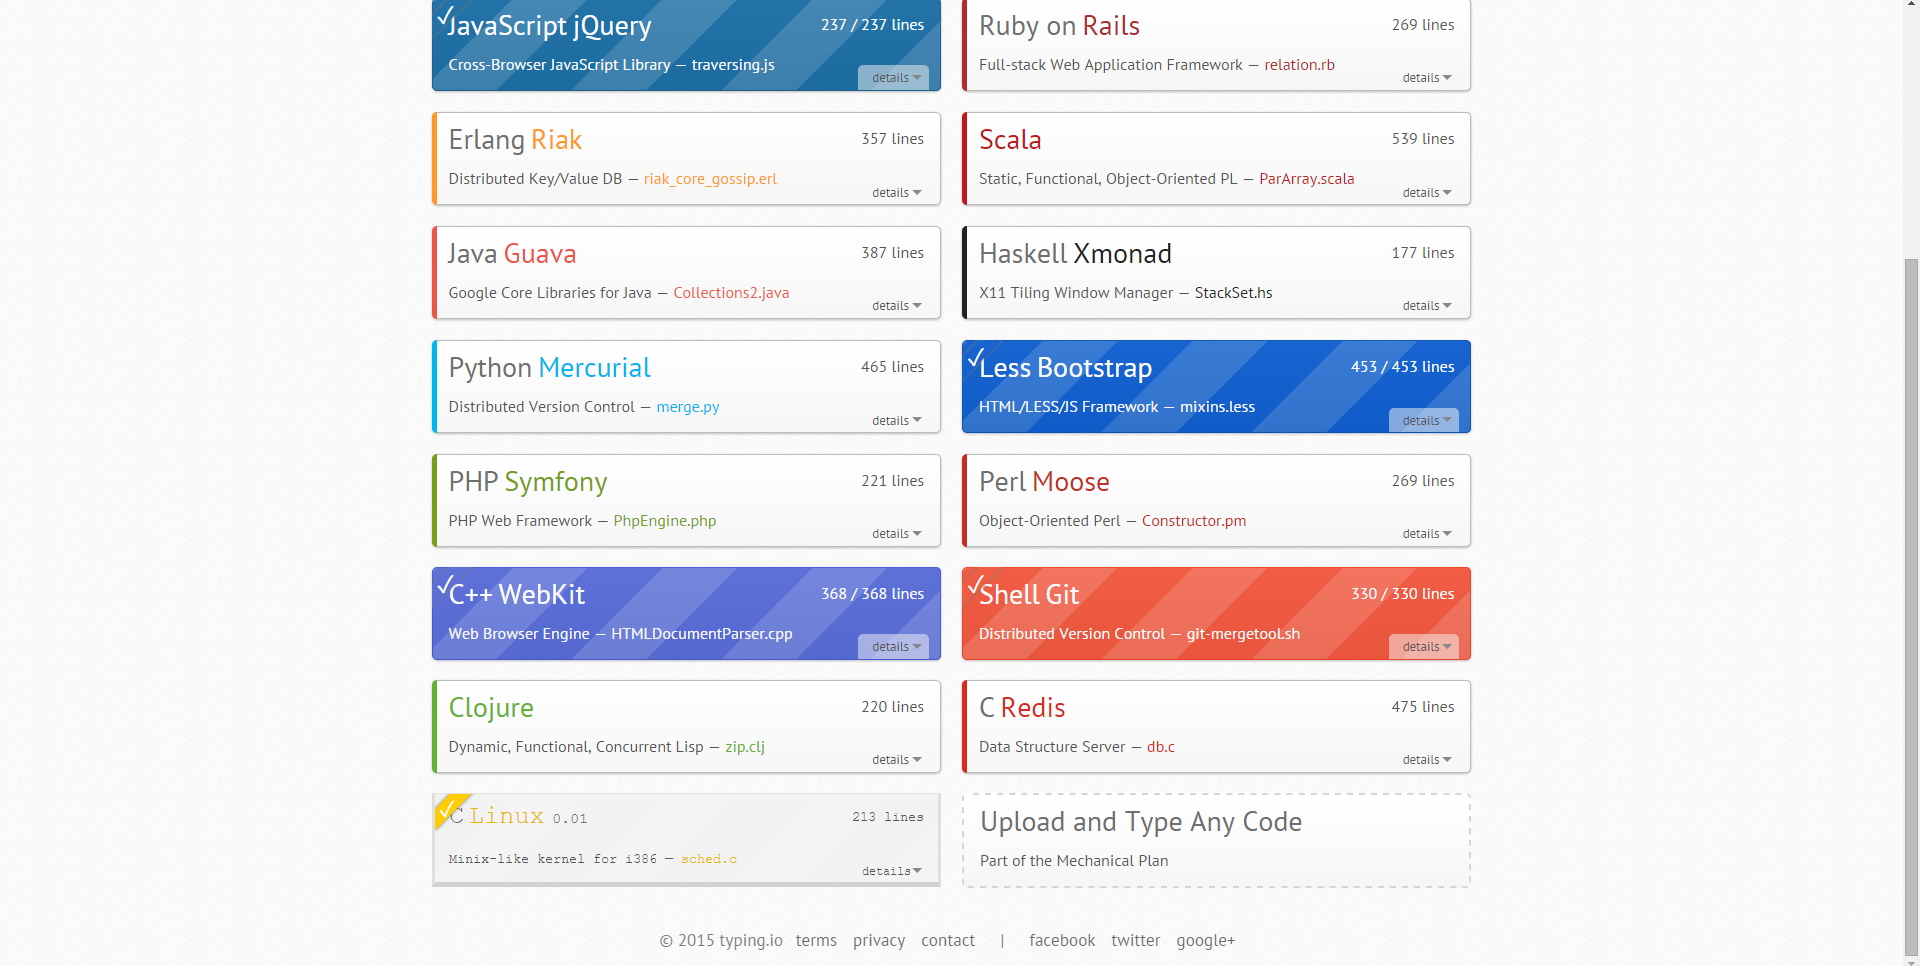 JavaScript jQuery
237 / 237 lines
Cross-Browser JavaScript Library — traversing.js
details
Ruby on Rails
269 lines
Full-stack Web Application Framework — relation.rb
details
Erlang Riak
357 lines
Distributed Key/Value DB — riak_core_gossip.erl
details
Scala
539 lines
Static, Functional, Object-Oriented PL — ParArray.scala
details
Java Guava
387 lines
Google Core Libraries for Java — Collections2.java
details
Haskell Xmonad
177 lines
X11 Tiling Window Manager — StackSet.hs
details
Python Mercurial
465 lines
Distributed Version Control — merge.py
details
Less Bootstrap
453 / 453 lines
HTML/LESS/JS Framework — mixins.less
details
PHP Symfony
221 lines
PHP Web Framework — PhpEngine.php
details
Perl Moose
269 lines
Object-Oriented Perl — Constructor.pm
details
C++ WebKit
368 / 368 lines
Web Browser Engine — HTMLDocumentParser.cpp
details
Shell Git
330 / 330 lines
Distributed Version Control — git-mergetool.sh
details
Clojure
220 lines
Dynamic, Functional, Concurrent Lisp — zip.clj
details
C Redis
475 lines
Data Structure Server — db.c
details
C Linux 0.01
213 lines
Minix-like kernel for i386 — sched.c
details
Upload and Type Any Code
Part of the Mechanical Plan
© 2015 typing.io terms privacy contact | facebook twitter google+